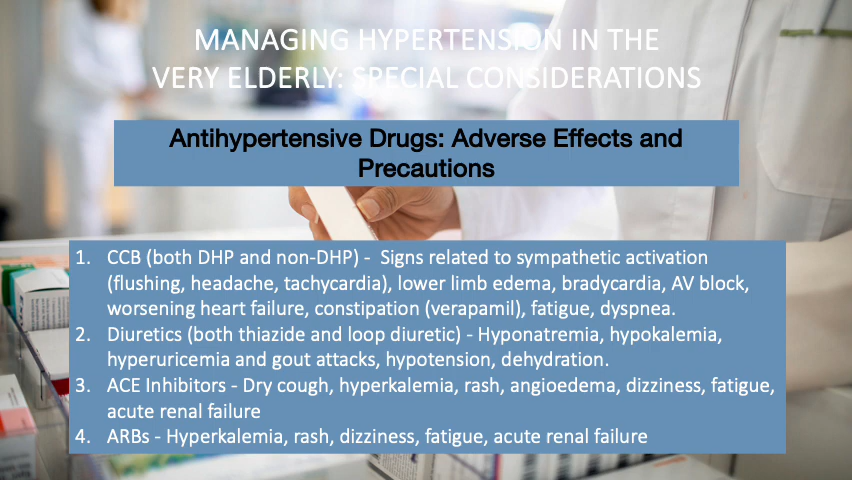 MANAGING HYPERTENSION IN THE
VERY ELDERLY: SPECIAL CONSIDERATIONS
Antihypertensive Drugs: Adverse Effects and
Precautions
1. CCB (both DHP and non-DHP) - Signs related to sympathetic activation
(flushing, headache, tachycardia), lower limb edema, bradycardia, AV block,
worsening heart failure, constipation (verapamil), fatigue, dyspnea.
2. Diuretics (both thiazide and loop diuretic) - Hyponatremia, hypokalemia,
hyperuricemia and gout attacks, hypotension, dehydration.
3. ACE Inhibitors - Dry cough, hyperkalemia, rash, angioedema, dizziness, fatigue,
acute renal failure
4. ARBs - Hyperkalemia, rash, dizziness, fatigue, acute renal failure